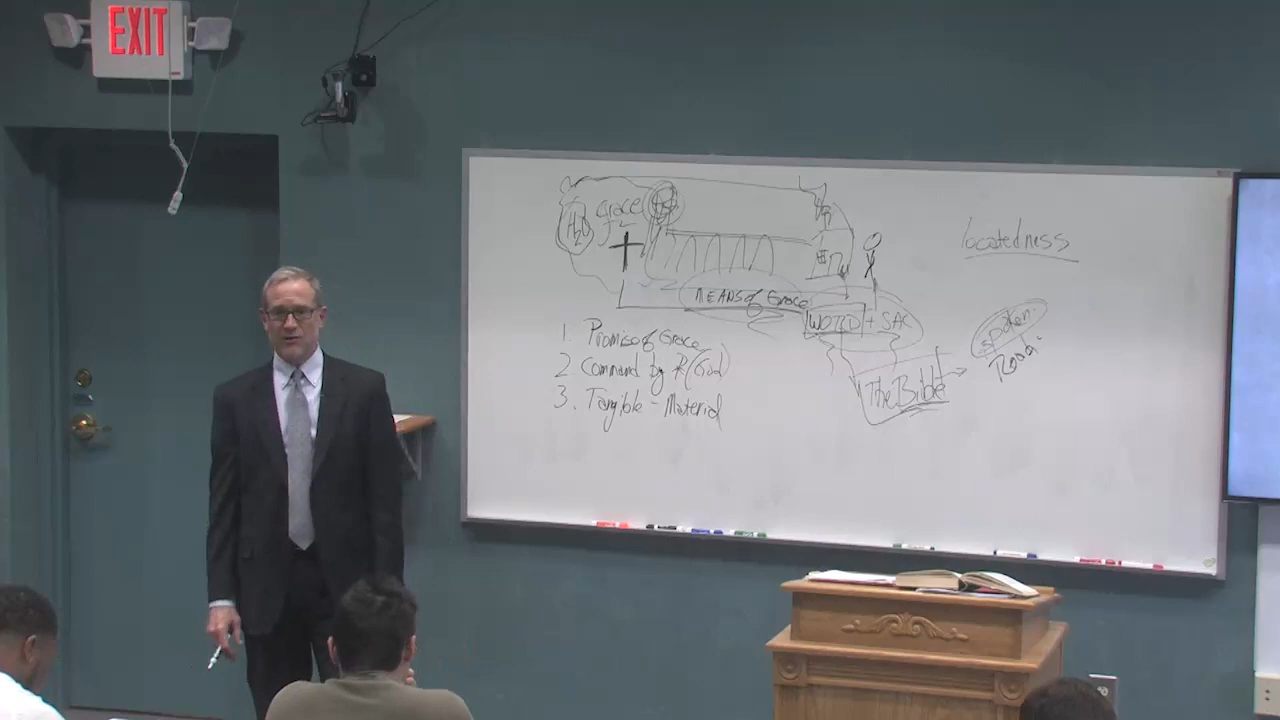 EXIT
Grace
H2O
locatedness
MEANS of Grace
WORD + SAC
spoken
Read
1. Promise of Grace
2 Command by (God)
3. Tangible - Material
The Bible